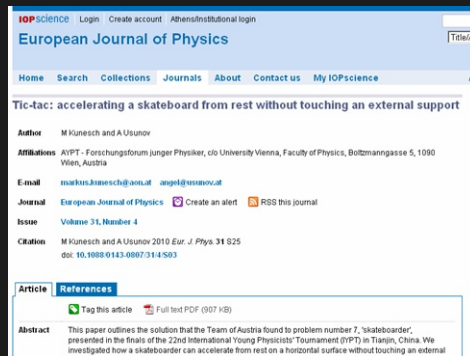 IOP science Login Create account Athens/Institutional login
European Journal of Physics
Title/A
Home Search Collections Journals About Contact us My IOPscience
Tic-tac: accelerating a skateboard from rest without touching an external support
Author M Kunesch and A Usunov
Affiliations AYPT - Forschungsforum junger Physiker, c/o University Vienna, Faculty of Physics, Boltzmanngasse 5, 1090
Wien, Austria
E-mail markus.kunesch@aon.at angel@usunov.at
Journal European Journal of Physics Create an alert RSS this journal
Issue Volume 31, Number 4
Citation M Kunesch and A Usunov 2010 Eur. J. Phys. 31 S25
doi: 10.1088/0143-0807/31/4/S03
Article References
Tag this article Full text PDF (907 KB)
Abstract This paper outlines the solution that the Team of Austria found to problem number 7, 'skateboarder',
presented in the finals of the 22nd International Young Physicists' Tournament (IYPT) in Tianjin, China. We
investigated how a skateboarder can accelerate from rest on a horizontal surface without touching an external